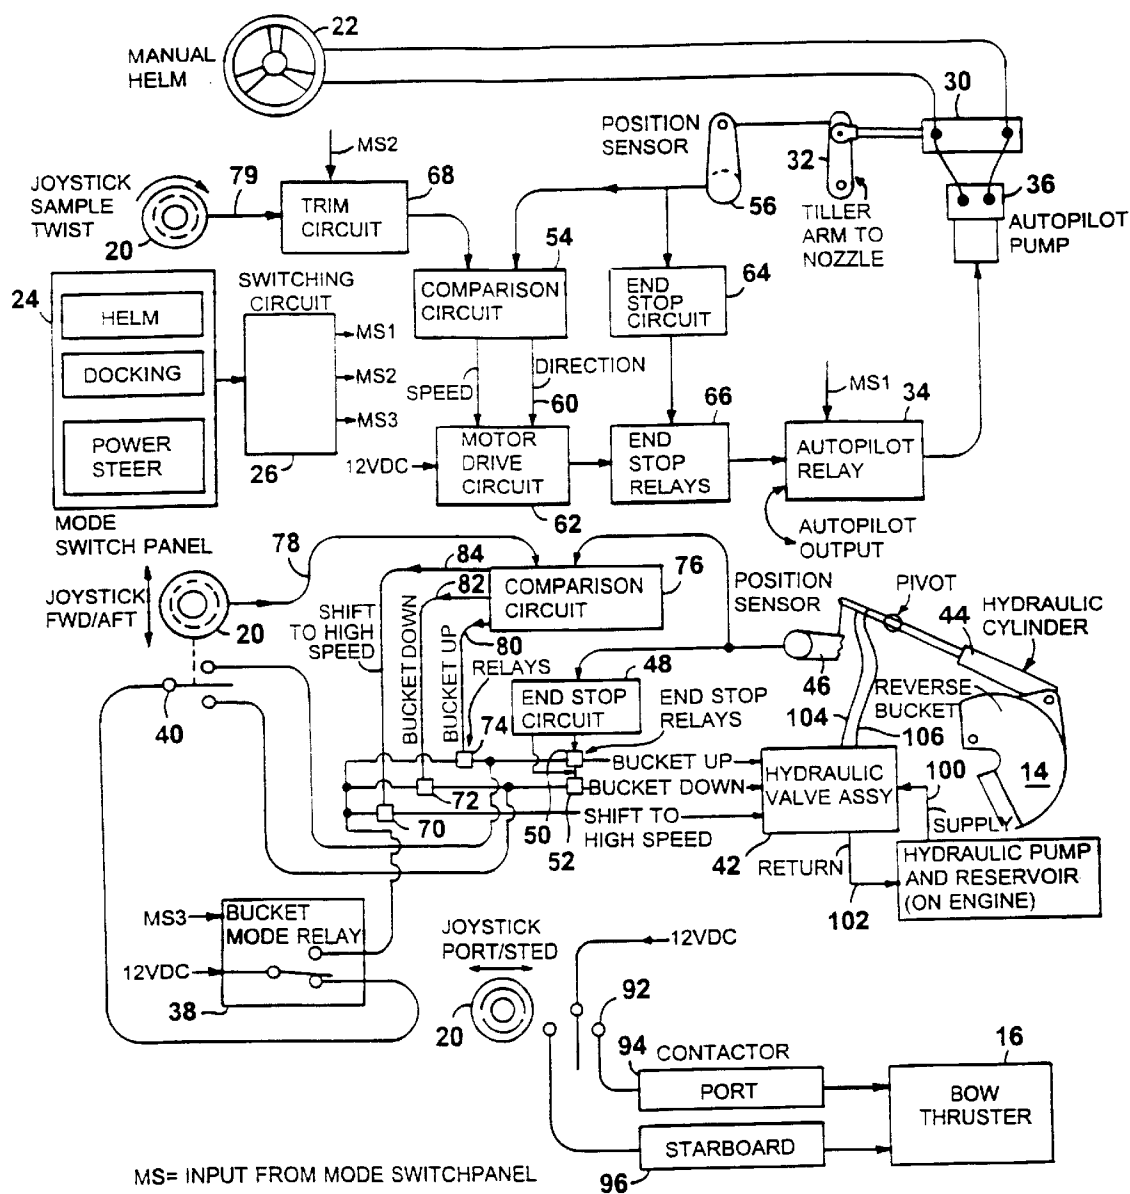 22
MANUAL
HELM
30
POSITION
SENSOR
MS2
JOYSTICK
SAMPLE
TWIST
79
68
TRIM
CIRCUIT
32
36
56
TILLER
ARM TO
NOZZLE
AUTOPILOT
PUMP
20
24
SWITCHING
CIRCUIT
54
64
HELM
DOCKING
POWER
STEER
MS1
MS2
MS3
26
COMPARISON
CIRCUIT
END
STOP
CIRCUIT
SPEED
DIRECTION
60
66
MS1
34
12VDC
MOTOR
DRIVE
CIRCUIT
END
STOP
RELAYS
AUTOPILOT
RELAY
62
AUTOPILOT
OUTPUT
MODE
SWITCH PANEL
78
84
82
76
JOYSTICK
FWD/AFT
20
COMPARISON
CIRCUIT
POSITION
SENSOR
PIVOT
44
HYDRAULIC
CYLINDER
SHIFT
TO HIGH
SPEED
BUCKET DOWN
BUCKET UP
80
RELAYS
48
46
END STOP
CIRCUIT
END STOP
RELAYS
REVERSE
BUCKET
40
74
104
106
BUCKET UP
HYDRAULIC
VALVE ASSY
100
14
72
BUCKET DOWN
70
50
52
SHIFT TO
HIGH SPEED
42
SUPPLY
RETURN
HYDRAULIC PUMP
AND RESERVOIR
(ON ENGINE)
102
MS3
BUCKET
MODE RELAY
12VDC
38
JOYSTICK
PORT/STED
12VDC
20
92
94
CONTACTOR
16
PORT
BOW
THRUSTER
STARBOARD
96
MS= INPUT FROM MODE SWITCHPANEL